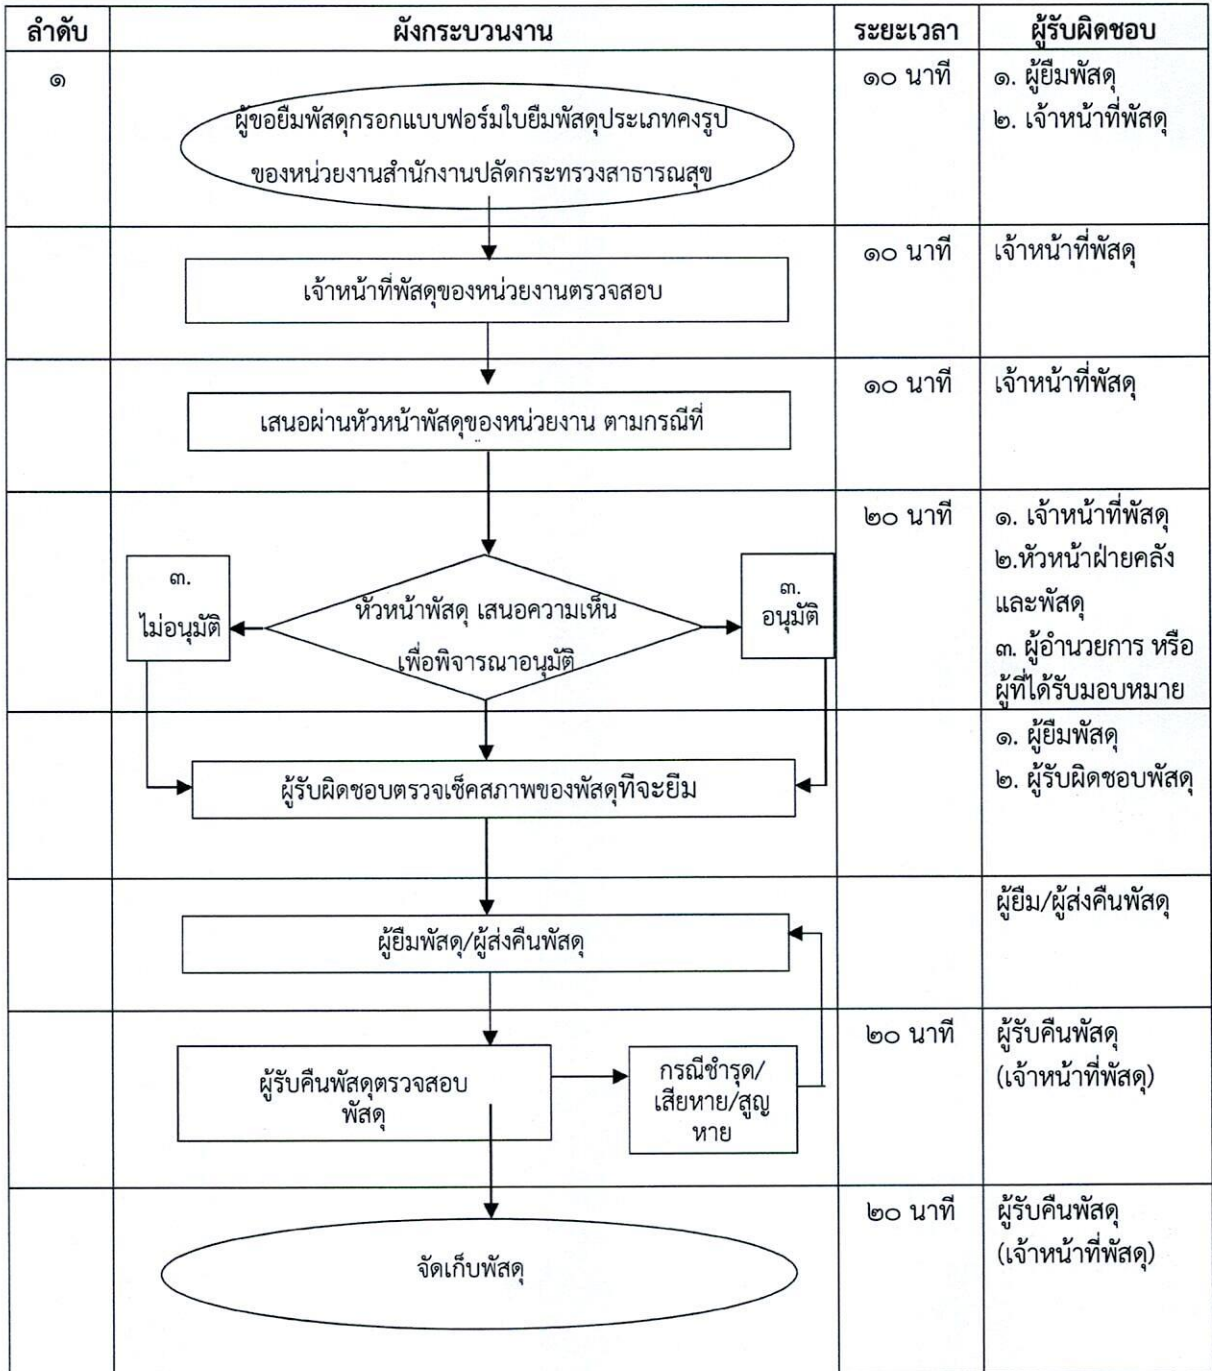 ลำดับ
ผังกระบวนงาน
ระยะเวลา
ผู้รับผิดชอบ
๑
ผู้ขอยืมพัสดุกรอกแบบฟอร์มใบยืมพัสดุประเภทคงรูป
ของหน่วยงานสำนักงานปลัดกระทรวงสาธารณสุข
๑๐ นาที
๑. ผู้ยืมพัสดุ
๒. เจ้าหน้าที่พัสดุ
เจ้าหน้าที่พัสดุของหน่วยงานตรวจสอบ
๑๐ นาที
เจ้าหน้าที่พัสดุ
เสนอผ่านหัวหน้าพัสดุของหน่วยงาน ตามกรณีที่
๑๐ นาที
เจ้าหน้าที่พัสดุ
๓.
ไม่อนุมัติ
หัวหน้าพัสดุ เสนอความเห็น
เพื่อพิจารณาอนุมัติ
๓.
อนุมัติ
๒๐ นาที
๑. เจ้าหน้าที่พัสดุ
๒.หัวหน้าฝ่ายคลัง
และพัสดุ
๓. ผู้อำนวยการ หรือ
ผู้ที่ได้รับมอบหมาย
ผู้รับผิดชอบตรวจเช็คสภาพของพัสดุที่จะยืม
๑. ผู้ยืมพัสดุ
๒. ผู้รับผิดชอบพัสดุ
ผู้ยืมพัสดุ/ผู้ส่งคืนพัสดุ
ผู้ยืม/ผู้ส่งคืนพัสดุ
ผู้รับคืนพัสดุตรวจสอบ
พัสดุ
กรณีชำรุด/
เสียหาย/สูญ
หาย
๒๐ นาที
ผู้รับคืนพัสดุ
(เจ้าหน้าที่พัสดุ)
จัดเก็บพัสดุ
๒๐ นาที
ผู้รับคืนพัสดุ
(เจ้าหน้าที่พัสดุ)